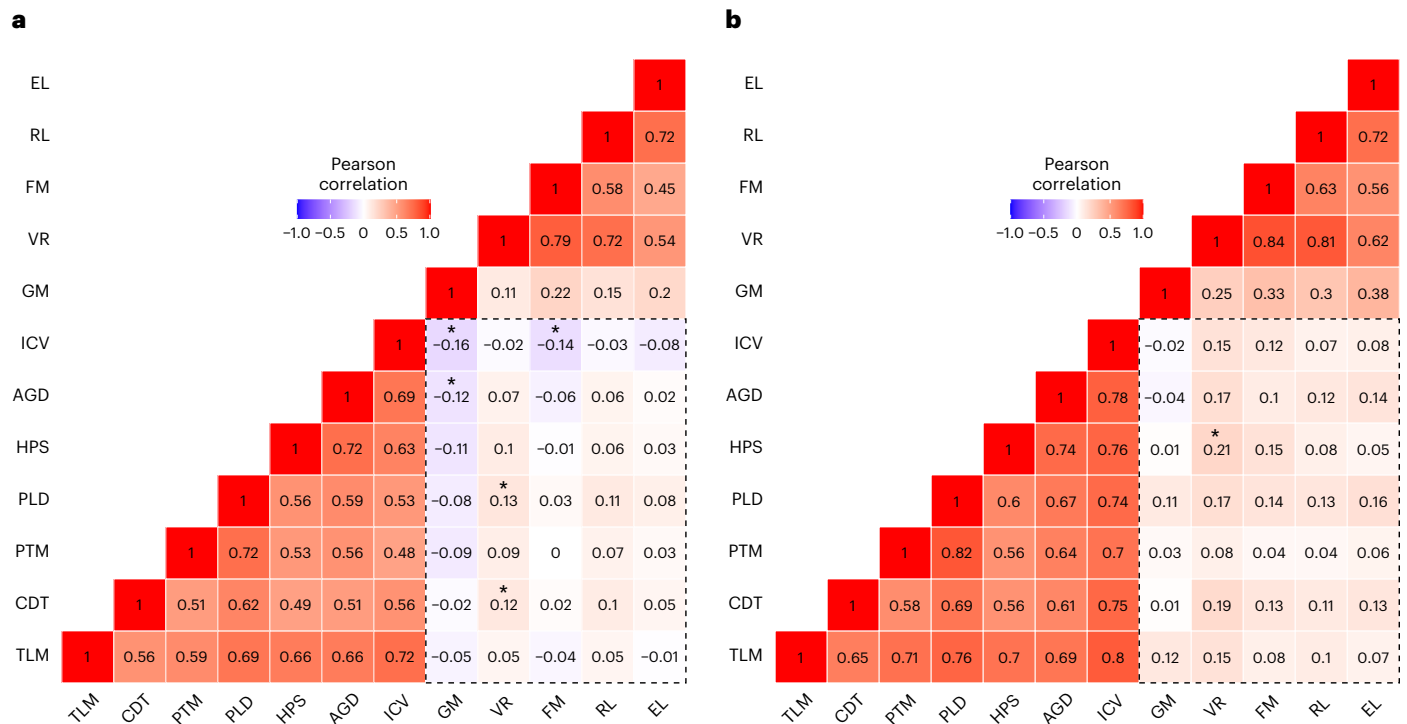 a
EL 1
RL 1 0.72
Pearson
correlation
−1.0 −0.5 0 0.5 1.0
FM 1 0.58 0.45
VR 1 0.79 0.72 0.54
GM 1 0.11 0.22 0.15 0.2
* *
ICV 1 −0.16 −0.02 −0.14 −0.03 −0.08
*
AGD 1 0.69 −0.12 0.07 −0.06 0.06 0.02
HPS 1 0.72 0.63 −0.11 0.1 −0.01 0.06 0.03
*
PLD 1 0.56 0.59 0.53 −0.08 0.13 0.03 0.11 0.08
PTM 1 0.72 0.53 0.56 0.48 −0.09 0.09 0 0.07 0.03
*
CDT 1 0.51 0.62 0.49 0.51 0.56 −0.02 0.12 0.02 0.1 0.05
TLM 1 0.56 0.59 0.69 0.66 0.66 0.72 −0.05 0.05 −0.04 0.05 −0.01
TLM CDT PTM PLD HPS AGD ICV GM VR FM RL EL
b
EL 1
RL 1 0.72
Pearson
correlation
−1.0 −0.5 0 0.5 1.0
FM 1 0.63 0.56
VR 1 0.84 0.81 0.62
GM 1 0.25 0.33 0.3 0.38
ICV 1 −0.02 0.15 0.12 0.07 0.08
AGD 1 0.78 −0.04 0.17 0.1 0.12 0.14
*
HPS 1 0.74 0.76 0.01 0.21 0.15 0.08 0.05
PLD 1 0.6 0.67 0.74 0.11 0.17 0.14 0.13 0.16
PTM 1 0.82 0.56 0.64 0.7 0.03 0.08 0.04 0.04 0.06
CDT 1 0.58 0.69 0.56 0.61 0.75 0.01 0.19 0.13 0.11 0.13
TLM 1 0.65 0.71 0.76 0.7 0.69 0.8 0.12 0.15 0.08 0.1 0.07
TLM CDT PTM PLD HPS AGD ICV GM VR FM RL EL